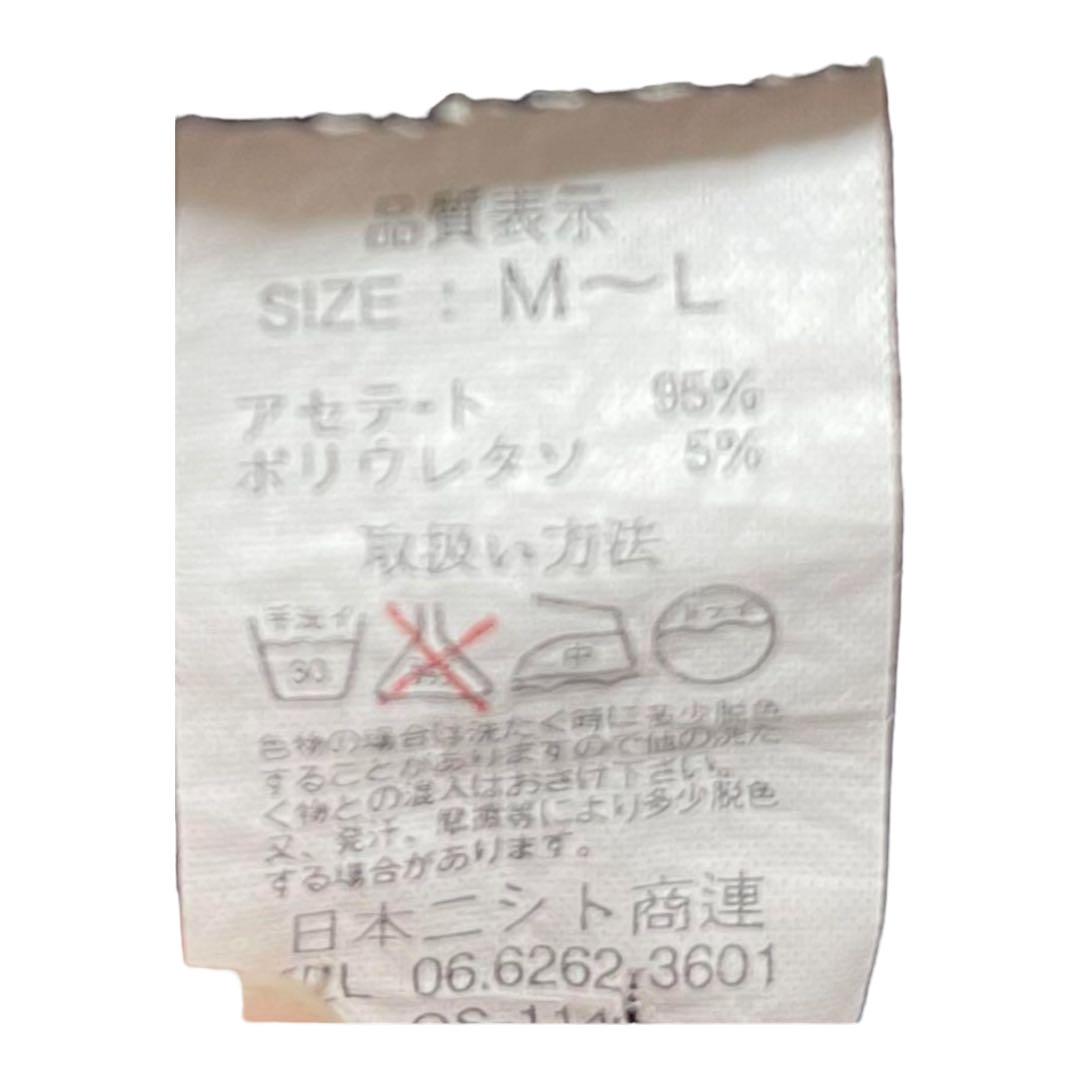 品質表示
SIZE : M～L
アセテート 95%
ポリウレタソ 5%
取扱い方法
手洗イ 30 中 ドライ
色物の場合は洗たく時に多少脱色
することがありますので他の洗た
く物との混入はおさけ下さい。
又、発汗、摩擦等により多少脱色
する場合があります。
日本ニシト商連
06.6262.3601